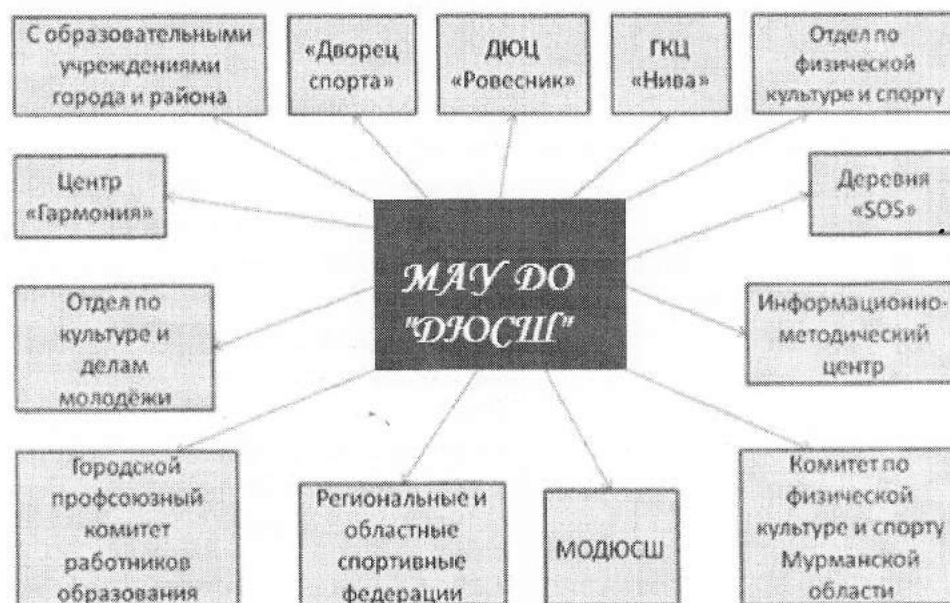 С образовательными
учреждениями
города и района
«Дворец
спорта»
ДЮЦ
«Ровесник»
ГКЦ
«Нива»
Отдел по
физической
культуре и спорту
Центр
«Гармония»
Деревня
«SOS»
МАУ ДО
"ДЮСШ"
Отдел по
культуре и
делам
молодёжи
Информационно-
методический
центр
Городской
профсоюзный
комитет
работников
образования
Региональные и
областные
спортивные
федерации
МОДЮСШ
Комитет по
физической
культуре и спорту
Мурманской
области